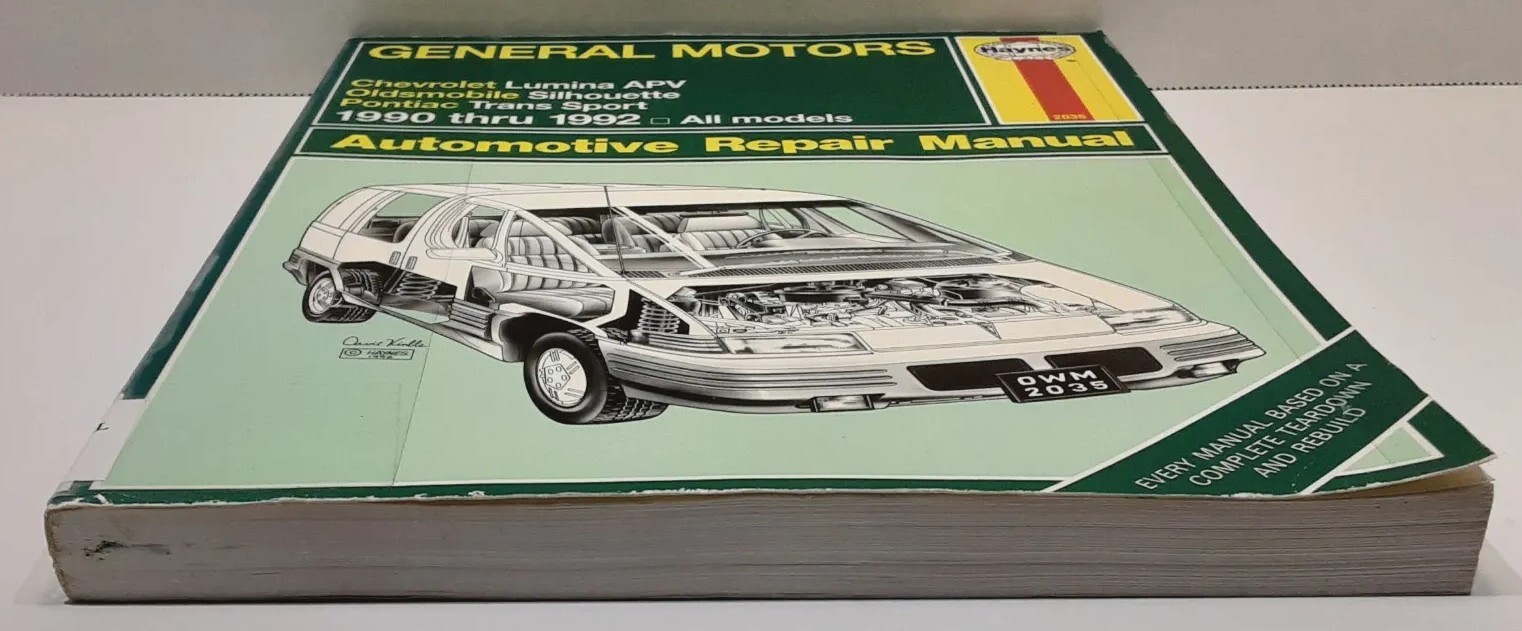 GENERAL MOTORS
Haynes
Chevrolet Lumina APV
Oldsmobile Silhouette
Pontiac Trans Sport
1990 thru 1992 □ All models
2035
Automotive Repair Manual
© HAYNES
OWM
2035
EVERY MANUAL BASED ON A
COMPLETE TEARDOWN
AND REBUILD